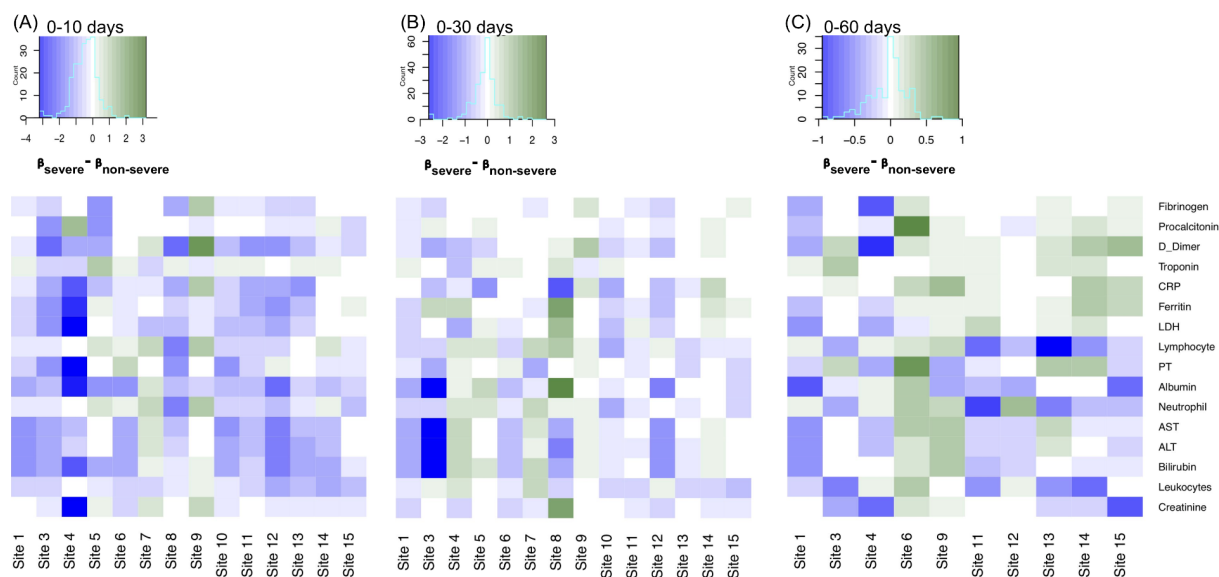 (A) 0-10 days
Count
0 10 20 30
-4 -2 -1 0 1 2 3
βsevere - βnon-severe
(B) 0-30 days
Count
0 10 20 30 40 50 60
-3 -2 -1 0 1 2 3
βsevere - βnon-severe
(C) 0-60 days
Count
0 10 20 30
-1 -0.5 0 0.5 1
βsevere - βnon-severe
Fibrinogen
Procalcitonin
D_Dimer
Troponin
CRP
Ferritin
LDH
Lymphocyte
PT
Albumin
Neutrophil
AST
ALT
Bilirubin
Leukocytes
Creatinine
Site 1 Site 3 Site 4 Site 5 Site 6 Site 7 Site 8 Site 9 Site 10 Site 11 Site 12 Site 13 Site 14 Site 15
Site 1 Site 3 Site 4 Site 5 Site 6 Site 7 Site 8 Site 9 Site 10 Site 11 Site 12 Site 13 Site 14 Site 15
Site 1 Site 3 Site 4 Site 6 Site 9 Site 11 Site 12 Site 13 Site 14 Site 15